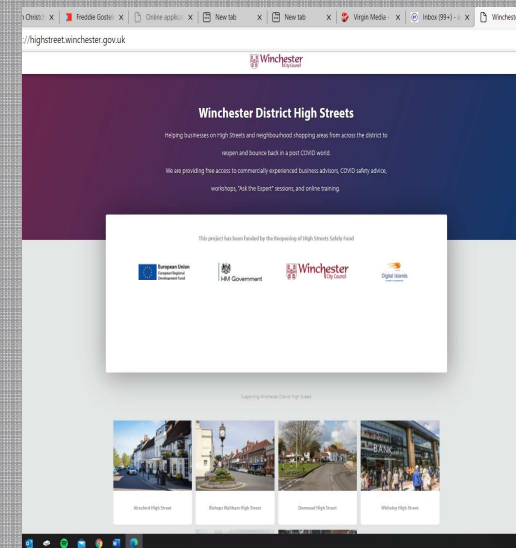 n Christ
Freddie Gosteh
Online applica
New tab
New tab
Virgin Media -
Inbox (99+) - a
Winchest
://highstreet.winchester.gov.uk
Winchester
City Council
Winchester District High Streets
Helping businesses on High Streets and neighbourhood shopping areas from across the district to
reopen and bounce back in a post COVID world.
We are providing free access to commercially experienced business advisors, COVID safety advice,
workshops, "Ask the Expert" sessions, and online training.
This project has been funded by the Reopening of High Streets Safely Fund
European Union
European Regional
Development Fund
HM Government
Winchester
City Council
Digital Islands
Supporting Winchester District High Streets
Alresford High Street
Bishops Waltham High Street
Denmead High Street
Whiteley High Street
BANK